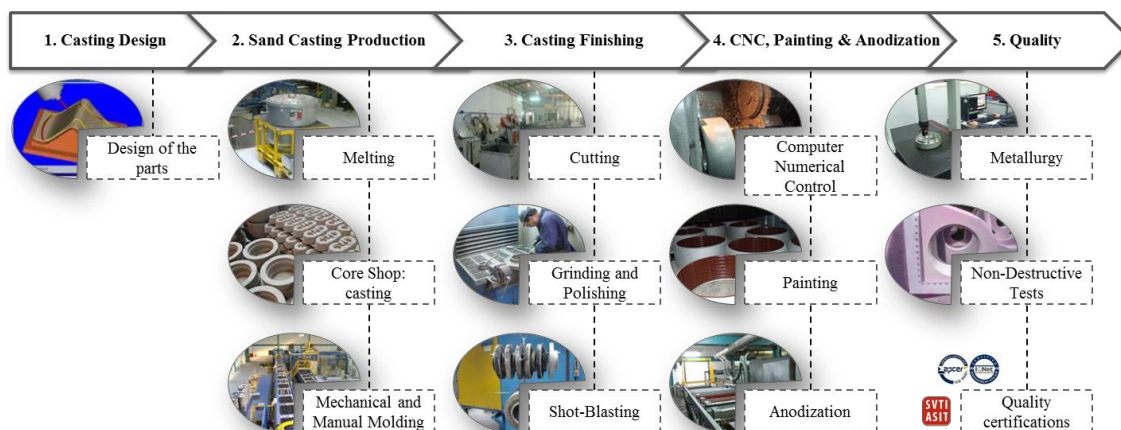 1. Casting Design
2. Sand Casting Production
3. Casting Finishing
4. CNC, Painting & Anodization
5. Quality
Design of the
parts
Melting
Cutting
Computer
Numerical
Control
Metallurgy
Core Shop:
casting
Grinding and
Polishing
Painting
Non-Destructive
Tests
Mechanical and
Manual Molding
Shot-Blasting
Anodization
apcer
SVTI
ASIT
Quality
certifications